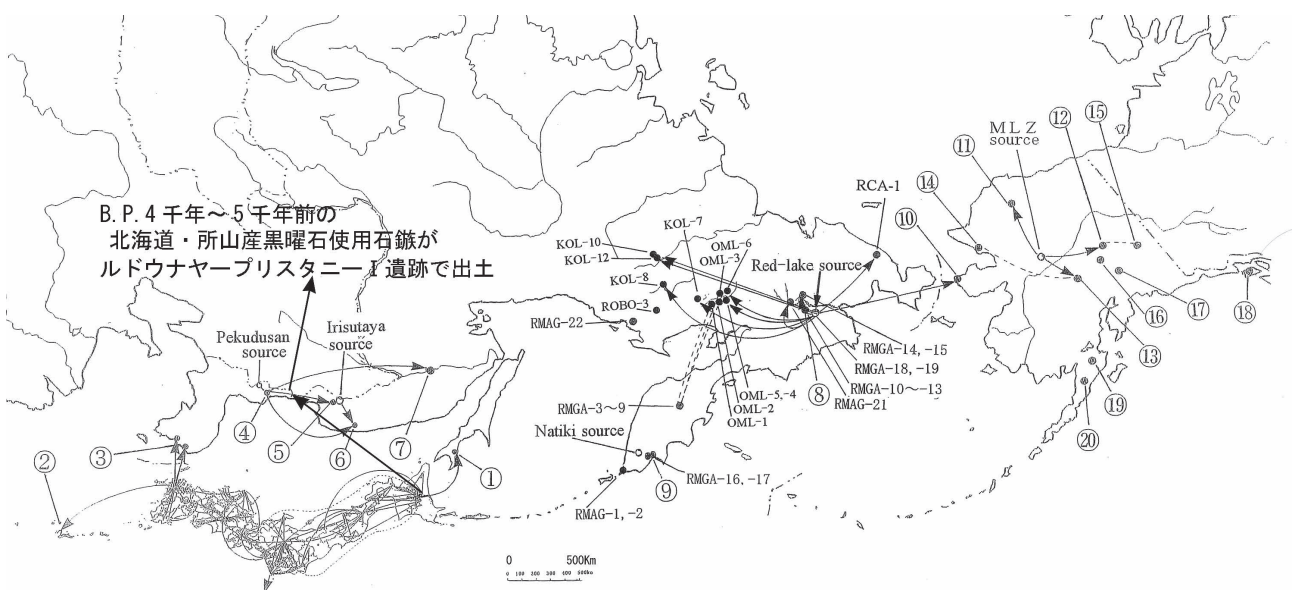 B.P.4千年～5千年前の
北海道・所山産黒曜石使用石鏃が
ルドウナヤープリスタニーⅠ遺跡で出土
Pekudusan
source
Irisutaya
source
①
②
③
④
⑤
⑥
⑦
KOL-10
KOL-12
KOL-8
ROBO-3
RMAG-22
KOL-7
OML-6
OML-3
Red-lake source
RCA-1
RMGA-3～9
Natiki source
RMAG-1, -2
⑨
RMGA-16, -17
OML-5, -4
OML-2
OML-1
⑧
RMGA-14, -15
RMGA-18, -19
RMGA-10～-13
RMAG-21
⑩
⑭
⑪
MLZ
source
⑫
⑮
⑯
⑰
⑬
⑱
⑲
⑳
0 500Km
0 100 200 300 400 500km